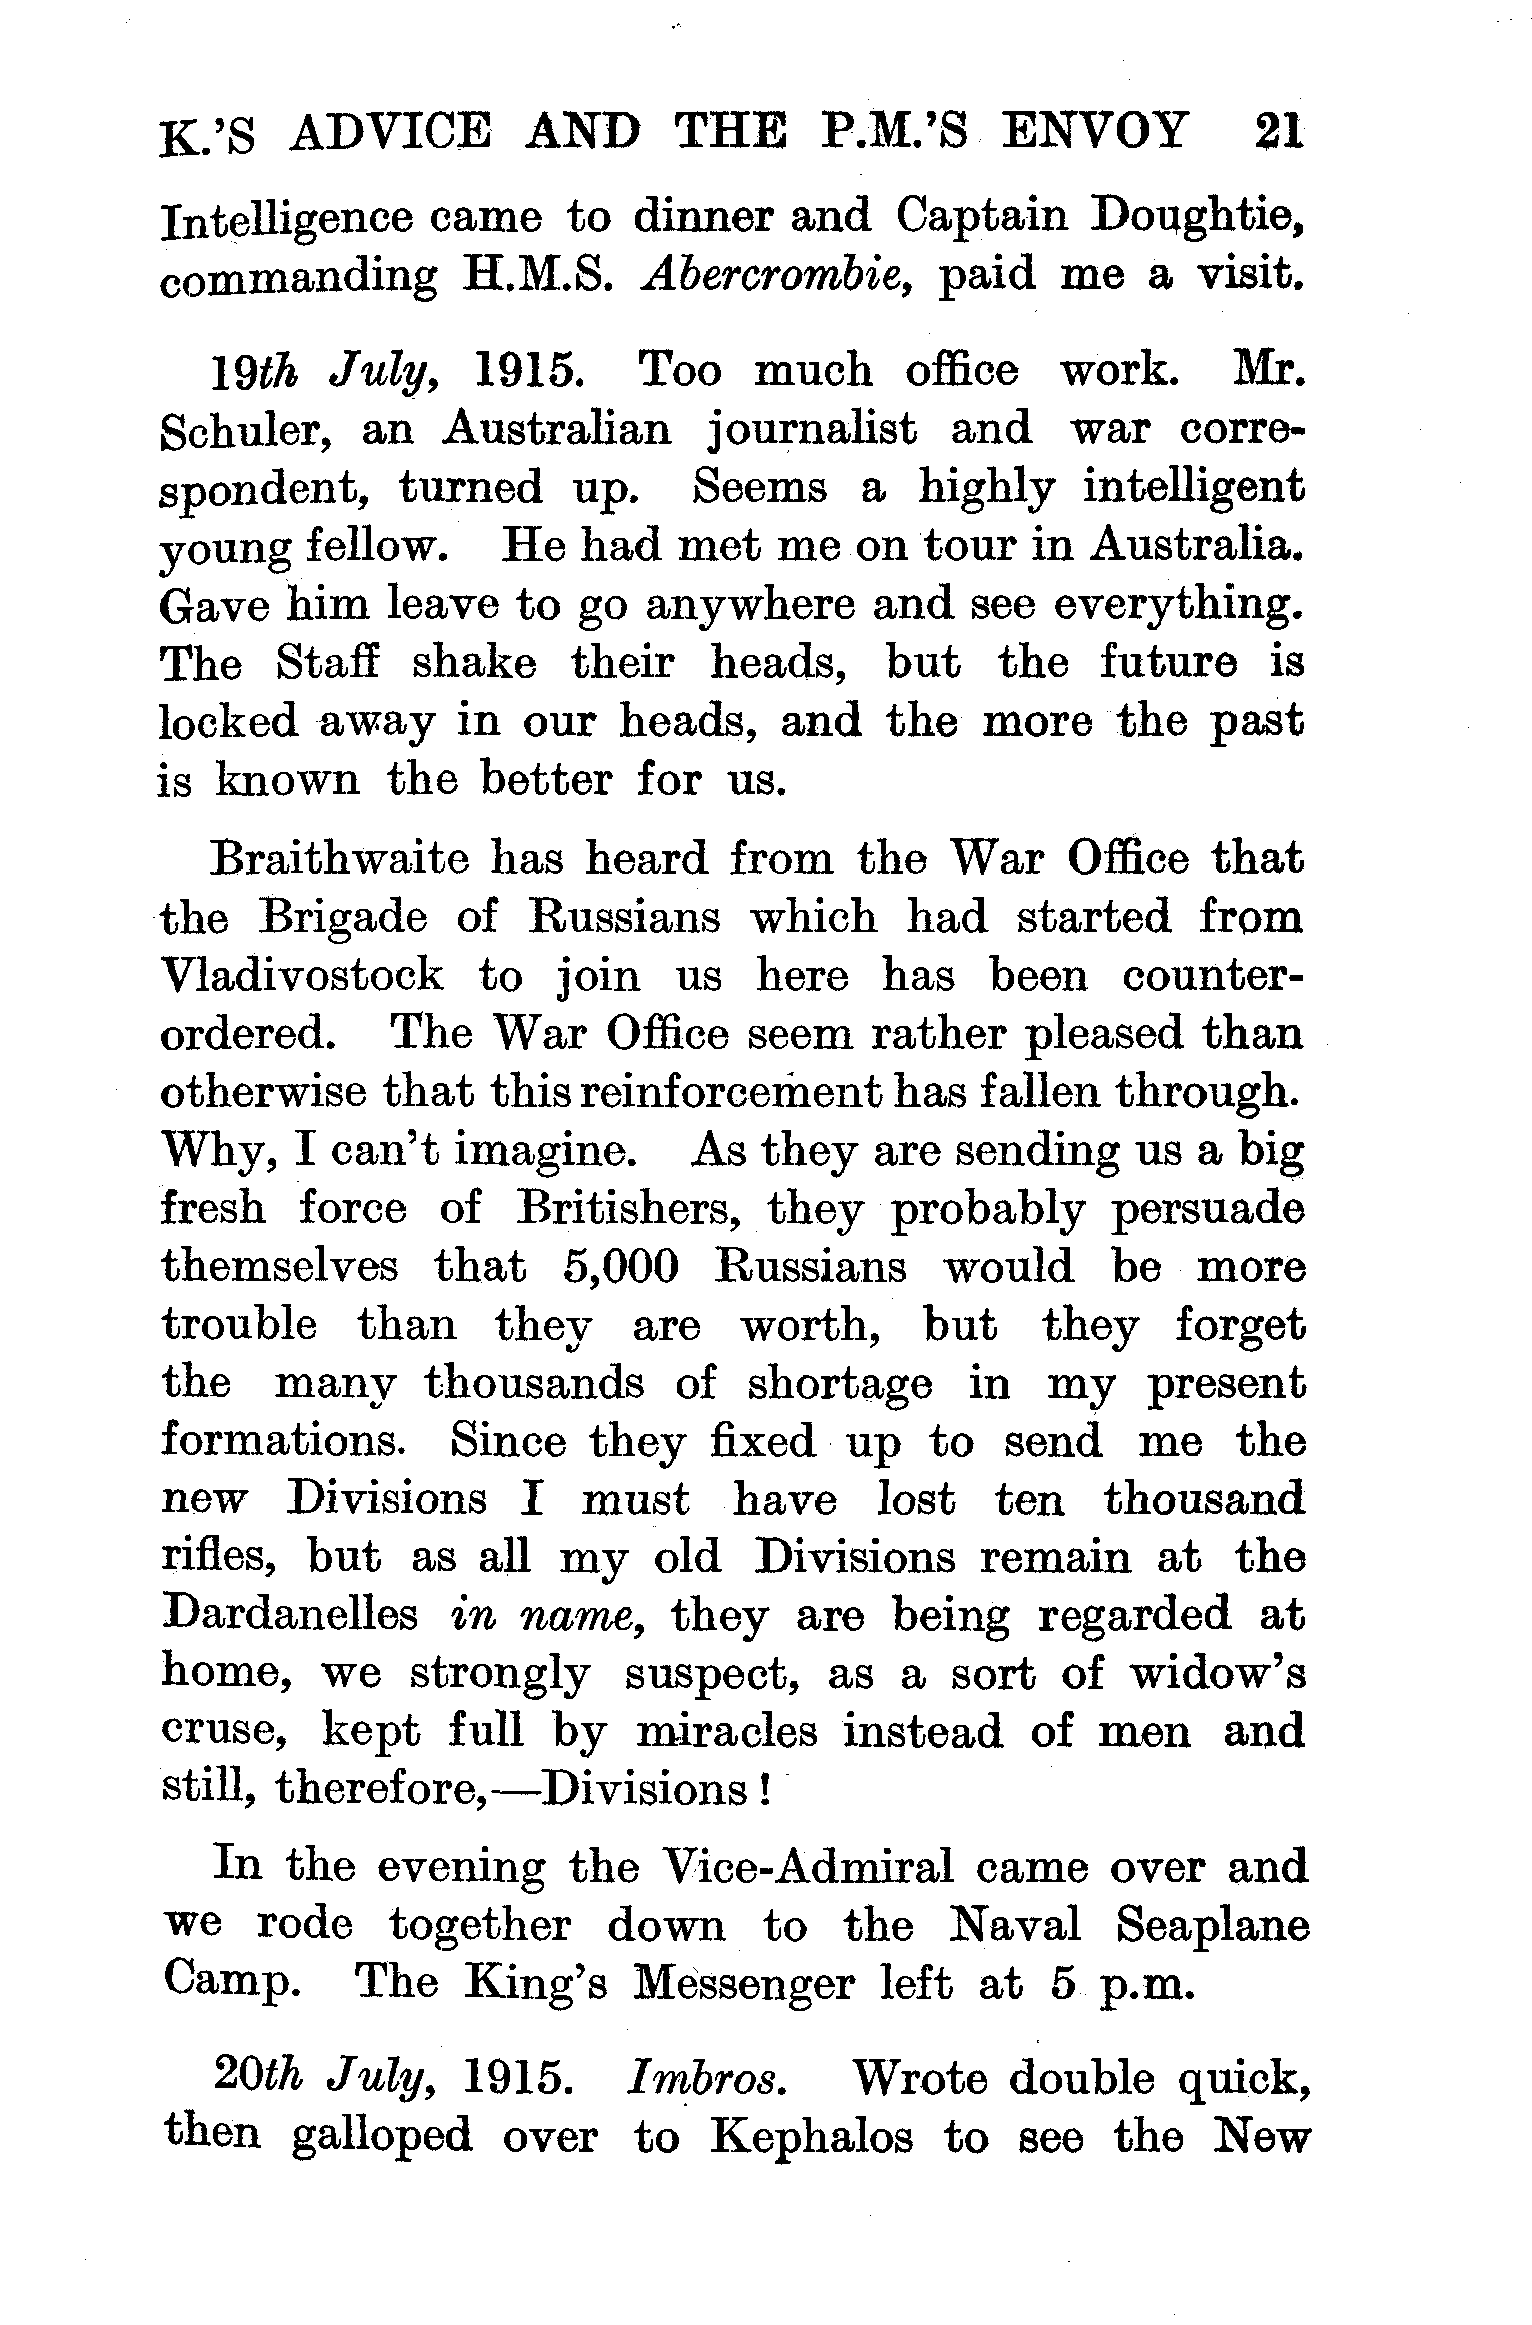 K.'S ADVICE AND THE P.M.'S ENVOY 21
Intelligence came to dinner and Captain Doughtie,
commanding H.M.S. Abercrombie, paid me a visit.
19th July, 1915. Too much office work. Mr.
Schuler, an Australian journalist and war corre-
spondent, turned up. Seems a highly intelligent
young fellow. He had met me on tour in Australia.
Gave him leave to go anywhere and see everything.
The Staff shake their heads, but the future is
locked away in our heads, and the more the past
is known the better for us.
Braithwaite has heard from the War Office that
the Brigade of Russians which had started from
Vladivostock to join us here has been counter-
ordered. The War Office seem rather pleased than
otherwise that this reinforcement has fallen through.
Why, I can't imagine. As they are sending us a big
fresh force of Britishers, they probably persuade
themselves that 5,000 Russians would be more
trouble than they are worth, but they forget
the many thousands of shortage in my present
formations. Since they fixed up to send me the
new Divisions I must have lost ten thousand
rifles, but as all my old Divisions remain at the
Dardanelles in name, they are being regarded at
home, we strongly suspect, as a sort of widow's
cruse, kept full by miracles instead of men and
still, therefore,—Divisions !
In the evening the Vice-Admiral came over and
we rode together down to the Naval Seaplane
Camp. The King's Messenger left at 5 p.m.
20th July, 1915. Imbros. Wrote double quick,
then galloped over to Kephalos to see the New